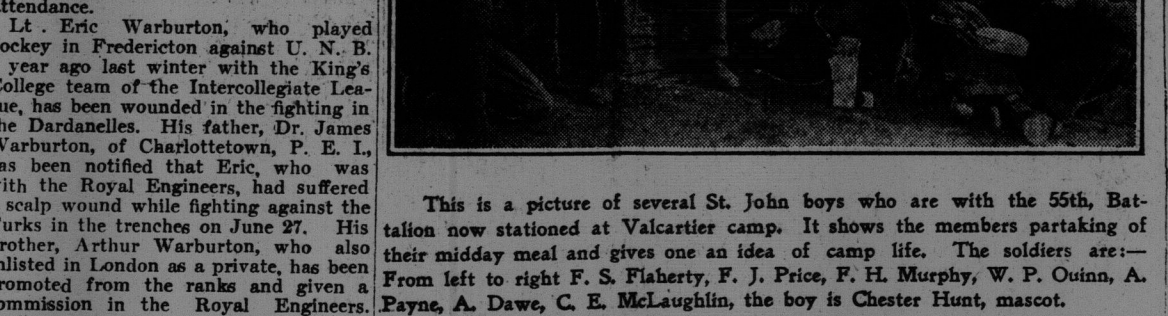 ttendance.
Lt . Eric Warburton, who played
ockey in Fredericton against U. N. B.
year ago last winter with the King's
ollege team of the Intercollegiate Lea-
ue, has been wounded in the fighting in
he Dardanelles. His father, Dr. James
Warburton, of Charlottetown, P. E. I.,
as been notified that Eric, who was
ith the Royal Engineers, had suffered
scalp wound while fighting against the
Turks in the trenches on June 27. His
rother, Arthur Warburton, who also
nlisted in London as a private, has been
romoted from the ranks and given a
ommission in the Royal Engineers.
This is a picture of several St. John boys who are with the 55th, Bat-
talion now stationed at Valcartier camp. It shows the members partaking of
their midday meal and gives one an idea of camp life. The soldiers are:—
From left to right F. S. Flaherty, F. J. Price, F. H. Murphy, W. P. Quinn, A.
Payne, A. Dawe, C. E. McLaughlin, the boy is Chester Hunt, mascot.